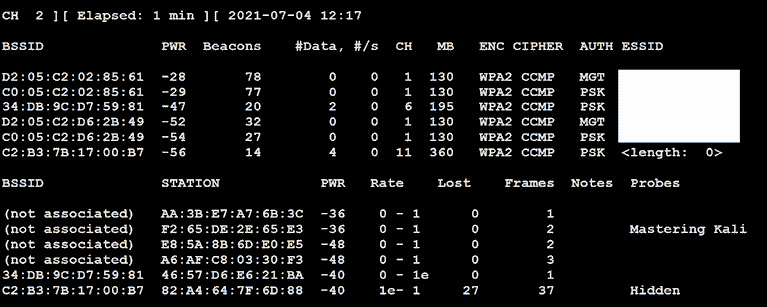 CH  2 ][ Elapsed: 1 min ][ 2021-07-04 12:17
BSSID PWR Beacons #Data, #/s CH MB ENC CIPHER AUTH ESSID
D2:05:C2:02:85:61 -28 78 0 0 1 130 WPA2 CCMP MGT
C0:05:C2:02:85:61 -29 77 0 0 1 130 WPA2 CCMP PSK
34:DB:9C:D7:59:81 -47 20 2 0 6 195 WPA2 CCMP PSK
D2:05:C2:D6:2B:49 -52 32 0 0 1 130 WPA2 CCMP MGT
C0:05:C2:D6:2B:49 -54 27 0 0 1 130 WPA2 CCMP PSK
C2:B3:7B:17:00:B7 -56 14 4 0 11 360 WPA2 CCMP PSK <length:  0>
BSSID STATION PWR Rate Lost Frames Notes Probes
(not associated) AA:3B:E7:A7:6B:3C -36 0 - 1 0 1
(not associated) F2:65:DE:2E:65:E3 -36 0 - 1 0 2 Mastering Kali
(not associated) E8:5A:8B:6D:E0:E5 -48 0 - 1 0 2
(not associated) A6:AF:C8:03:30:F3 -48 0 - 1 0 3
34:DB:9C:D7:59:81 46:57:D6:E6:21:BA -40 0 - 1e 0 1
C2:B3:7B:17:00:B7 82:A4:64:7F:6D:88 -40 1e- 1 27 37 Hidden